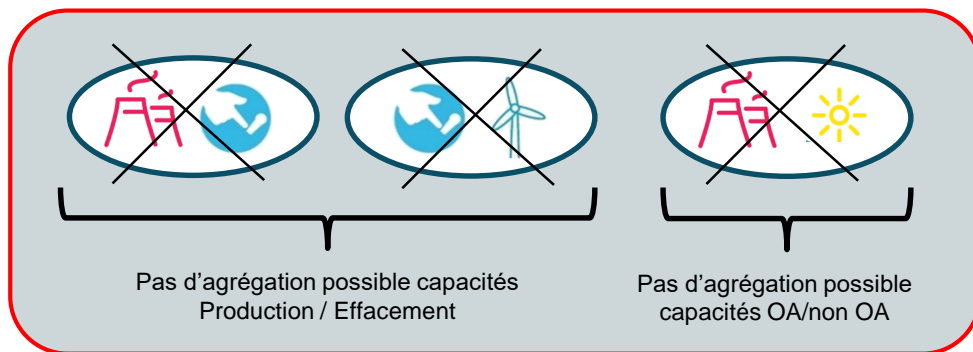 Pas d'agrégation possible capacités
Production / Effacement
Pas d'agrégation possible
capacités OA/non OA